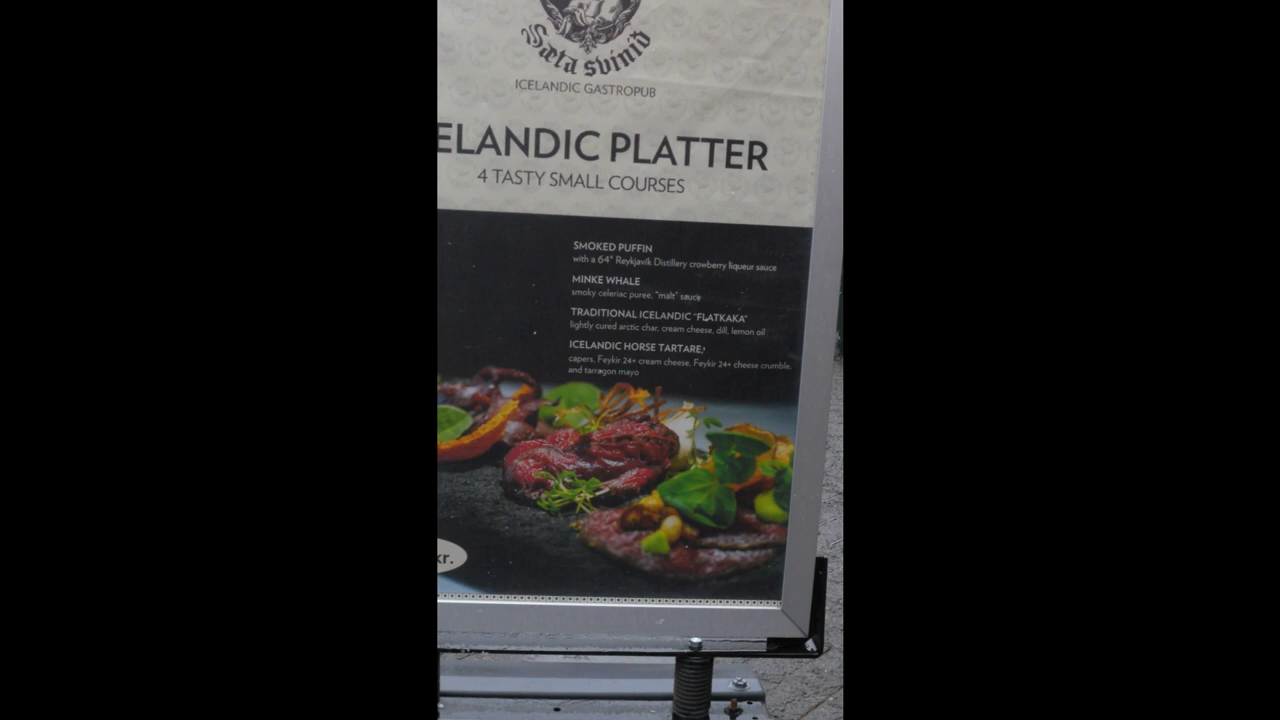 Sæta svínið
ICELANDIC GASTROPUB
ELANDIC PLATTER
4 TASTY SMALL COURSES
SMOKED PUFFIN
with a 64° Reykjavík Distillery crowberry liqueur sauce
MINKE WHALE
smoky celeriac puree, "malt" sauce
TRADITIONAL ICELANDIC "FLATKAKA"
lightly cured arctic char, cream cheese, dill, lemon oil
ICELANDIC HORSE TARTARE,
capers, Feykir 24+ cream cheese, Feykir 24+ cheese crumble,
and tarragon mayo
kr.